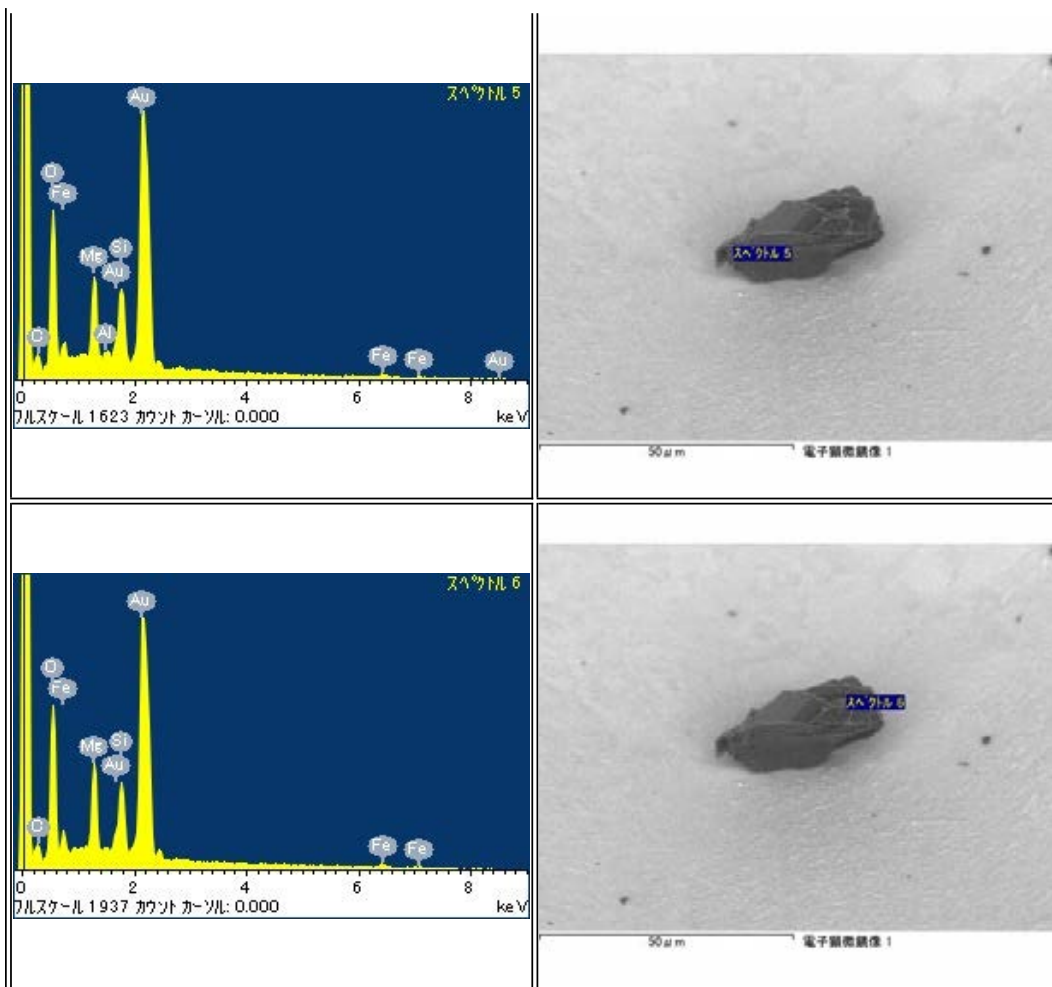 スペクトル 5
Au
O
Fe
Mg
Si
Au
C
Al
Fe
Fe
Au
0 2 4 6 8
フルスケール 1623 カウント カーソル: 0.000 keV
スペクトル 5
50μm 電子顕微鏡像 1
スペクトル 6
Au
O
Fe
Mg
Si
Au
C
Fe
Fe
0 2 4 6 8
フルスケール 1937 カウント カーソル: 0.000 keV
スペクトル 6
50μm 電子顕微鏡像 1